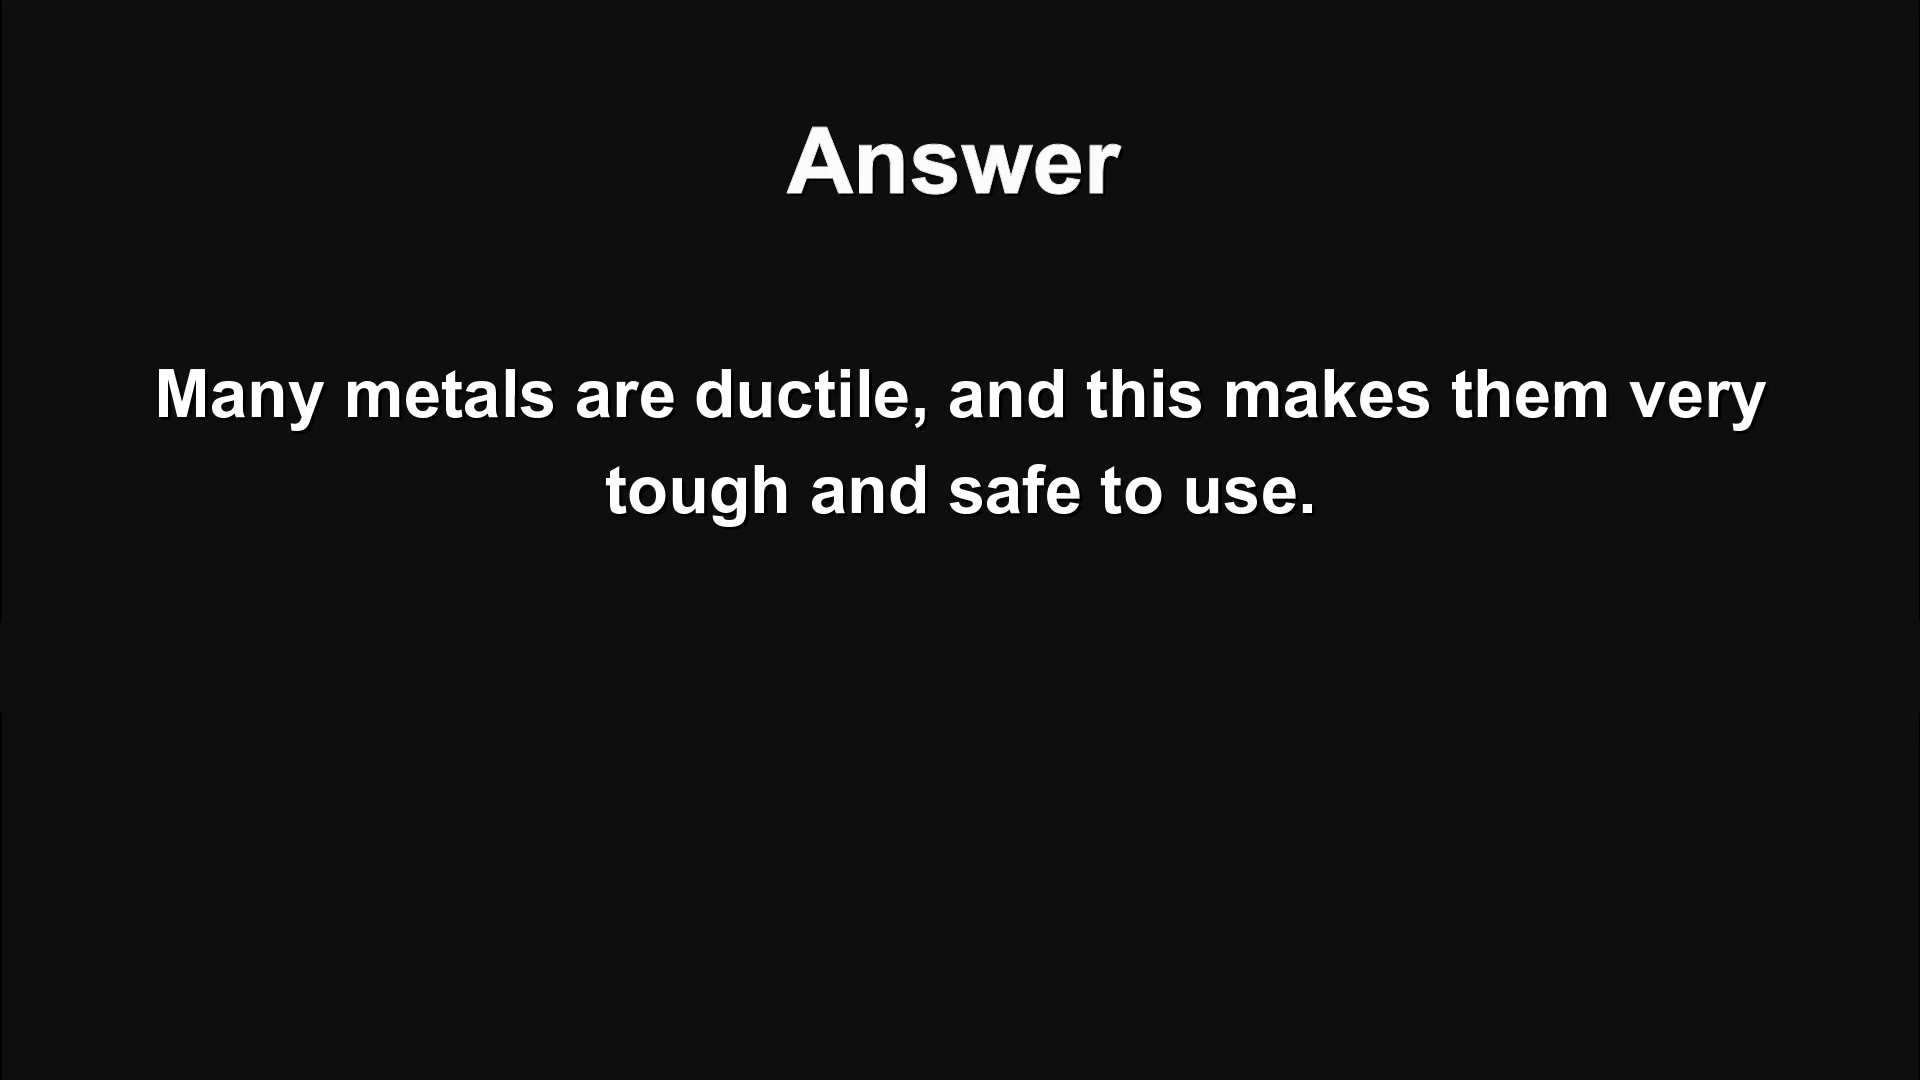 Answer
Many metals are ductile, and this makes them very
tough and safe to use.